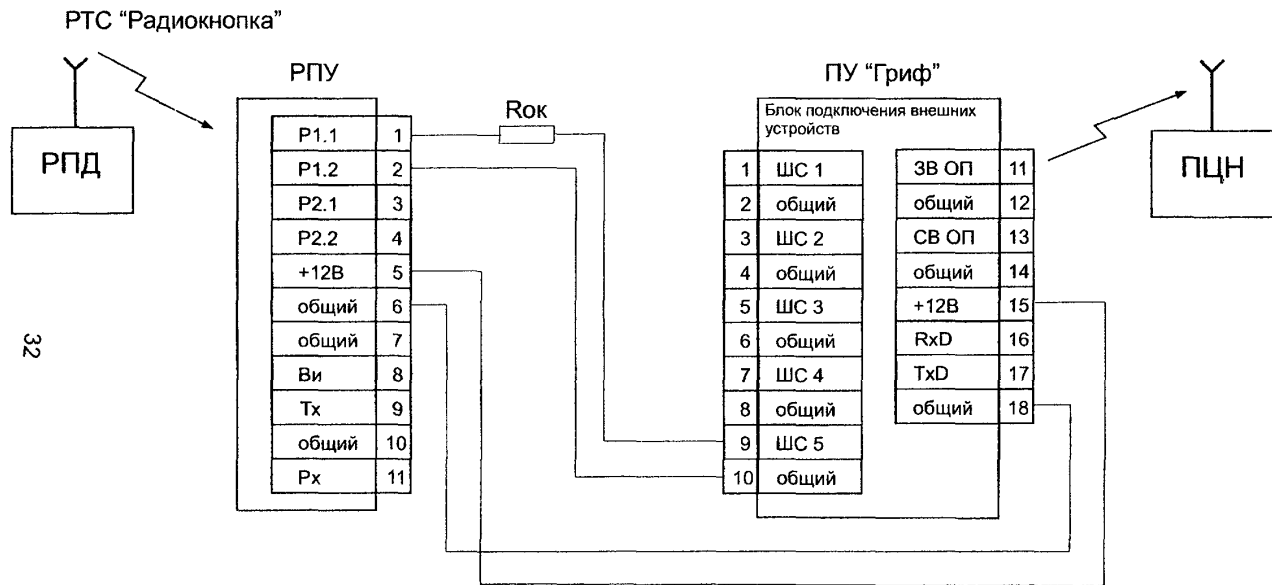 РТС “Радиокнопка”
РПД
РПУ
Р1.1 1
Р1.2 2
Р2.1 3
Р2.2 4
+12В 5
общий 6
общий 7
Ви 8
Тх 9
общий 10
Рх 11
Rок
ПУ “Гриф”
Блок подключения внешних
устройств
1 ШС 1
2 общий
3 ШС 2
4 общий
5 ШС 3
6 общий
7 ШС 4
8 общий
9 ШС 5
10 общий
ЗВ ОП 11
общий 12
СВ ОП 13
общий 14
+12В 15
RxD 16
TxD 17
общий 18
ПЦН
32